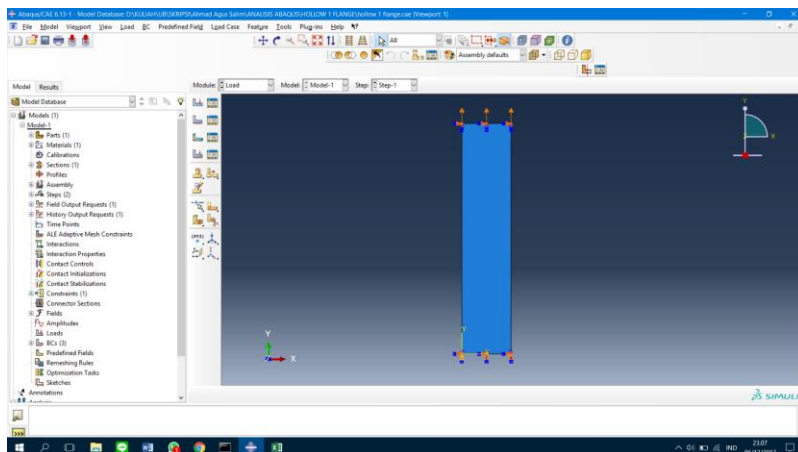 Abaqus/CAE 6.13-1 - Model Database: D:\KULIAH\UB\SKRIPSI\Ahmad Agus Salim\ANALISIS ABAQUS\HOLLOW 1 FLANGE\hollow 1 flange.cae [Viewport: 1]
File Model Viewport View Load BC Predefined Field Load Case Feature Tools Plug-ins Help
All
Assembly defaults
Model Results
Module: Load Model: Model-1 Step: Step-1
Model Database
Models (1)
Model-1
Parts (1)
Materials (1)
Calibrations
Sections (1)
Profiles
Assembly
Steps (2)
Field Output Requests (1)
History Output Requests (1)
Time Points
ALE Adaptive Mesh Constraints
Interactions
Interaction Properties
Contact Controls
Contact Initializations
Contact Stabilizations
Constraints (1)
Connector Sections
Fields
Amplitudes
Loads
BCs (3)
Predefined Fields
Remeshing Rules
Optimization Tasks
Sketches
Annotations
Y
X
Y
Y
X
SIMULI
>>>
IND
23.07